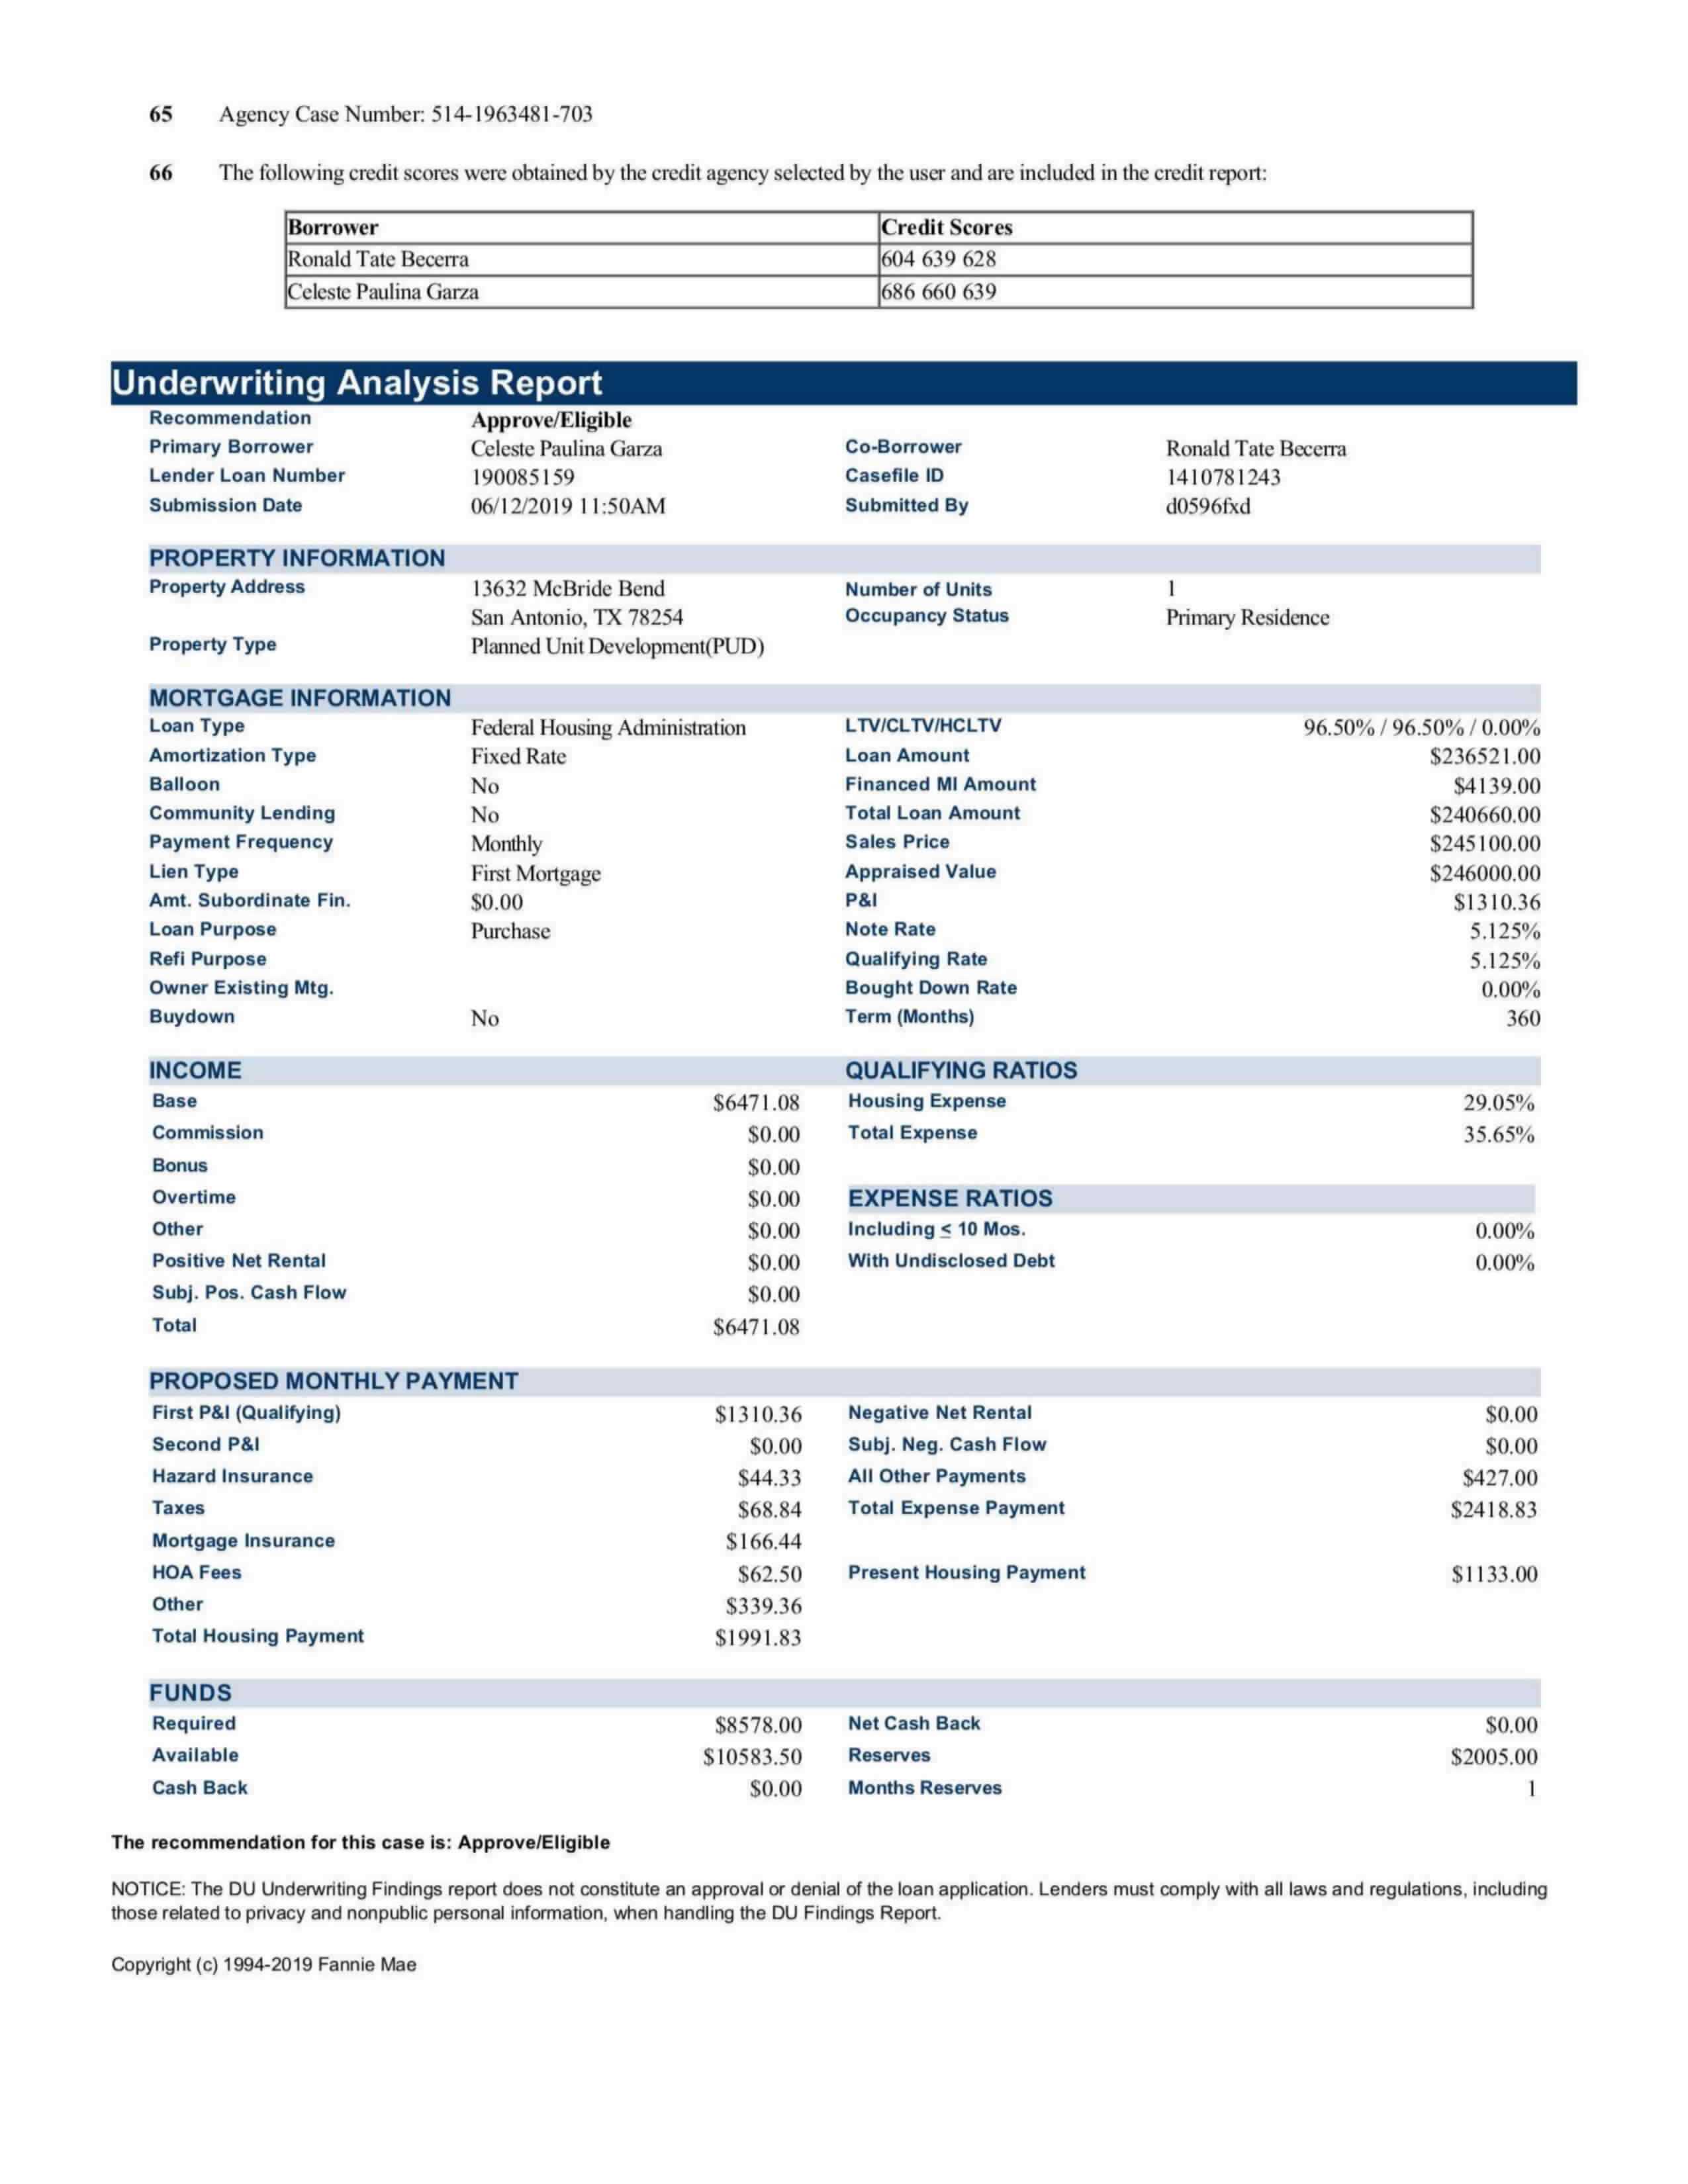 65 Agency Case Number: 514-1963481-703
66 The following credit scores were obtained by the credit agency selected by the user and are included in the credit report:
Borrower Credit Scores
Ronald Tate Becerra 604 639 628
Celeste Paulina Garza 686 660 639
Underwriting Analysis Report
Recommendation Approve/Eligible
Primary Borrower Celeste Paulina Garza Co-Borrower Ronald Tate Becerra
Lender Loan Number 190085159 Casefile ID 1410781243
Submission Date 06/12/2019 11:50AM Submitted By d0596fxd
PROPERTY INFORMATION
Property Address 13632 McBride Bend Number of Units 1
San Antonio, TX 78254 Occupancy Status Primary Residence
Property Type Planned Unit Development(PUD)
MORTGAGE INFORMATION
Loan Type Federal Housing Administration LTV/CLTV/HCLTV 96.50% / 96.50% / 0.00%
Amortization Type Fixed Rate Loan Amount $236521.00
Balloon No Financed MI Amount $4139.00
Community Lending No Total Loan Amount $240660.00
Payment Frequency Monthly Sales Price $245100.00
Lien Type First Mortgage Appraised Value $246000.00
Amt. Subordinate Fin. $0.00 P&I $1310.36
Loan Purpose Purchase Note Rate 5.125%
Refi Purpose Qualifying Rate 5.125%
Owner Existing Mtg. Bought Down Rate 0.00%
Buydown No Term (Months) 360
INCOME QUALIFYING RATIOS
Base $6471.08 Housing Expense 29.05%
Commission $0.00 Total Expense 35.65%
Bonus $0.00
Overtime $0.00 EXPENSE RATIOS
Other $0.00 Including ≤ 10 Mos. 0.00%
Positive Net Rental $0.00 With Undisclosed Debt 0.00%
Subj. Pos. Cash Flow $0.00
Total $6471.08
PROPOSED MONTHLY PAYMENT
First P&I (Qualifying) $1310.36 Negative Net Rental $0.00
Second P&I $0.00 Subj. Neg. Cash Flow $0.00
Hazard Insurance $44.33 All Other Payments $427.00
Taxes $68.84 Total Expense Payment $2418.83
Mortgage Insurance $166.44
HOA Fees $62.50 Present Housing Payment $1133.00
Other $339.36
Total Housing Payment $1991.83
FUNDS
Required $8578.00 Net Cash Back $0.00
Available $10583.50 Reserves $2005.00
Cash Back $0.00 Months Reserves 1
The recommendation for this case is: Approve/Eligible
NOTICE: The DU Underwriting Findings report does not constitute an approval or denial of the loan application. Lenders must comply with all laws and regulations, including
those related to privacy and nonpublic personal information, when handling the DU Findings Report.
Copyright (c) 1994-2019 Fannie Mae